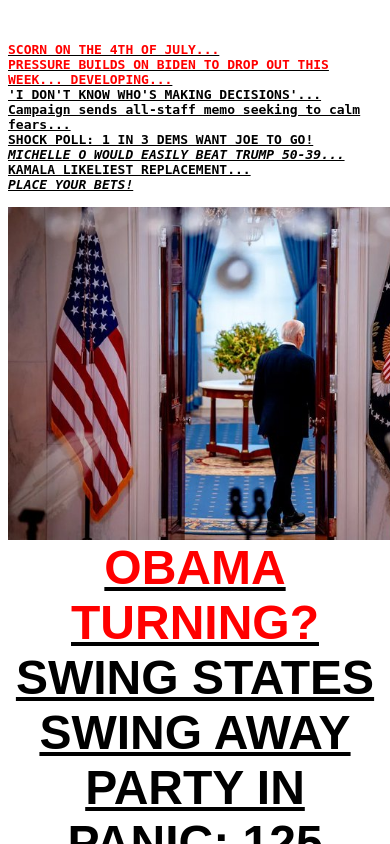 SCORN ON THE 4TH OF JULY...
PRESSURE BUILDS ON BIDEN TO DROP OUT THIS
WEEK... DEVELOPING...
'I DON'T KNOW WHO'S MAKING DECISIONS'...
Campaign sends all-staff memo seeking to calm
fears...
SHOCK POLL: 1 IN 3 DEMS WANT JOE TO GO!
MICHELLE O WOULD EASILY BEAT TRUMP 50-39...
KAMALA LIKELIEST REPLACEMENT...
PLACE YOUR BETS!
OBAMA
TURNING?
SWING STATES
SWING AWAY
PARTY IN
PANIC: 125